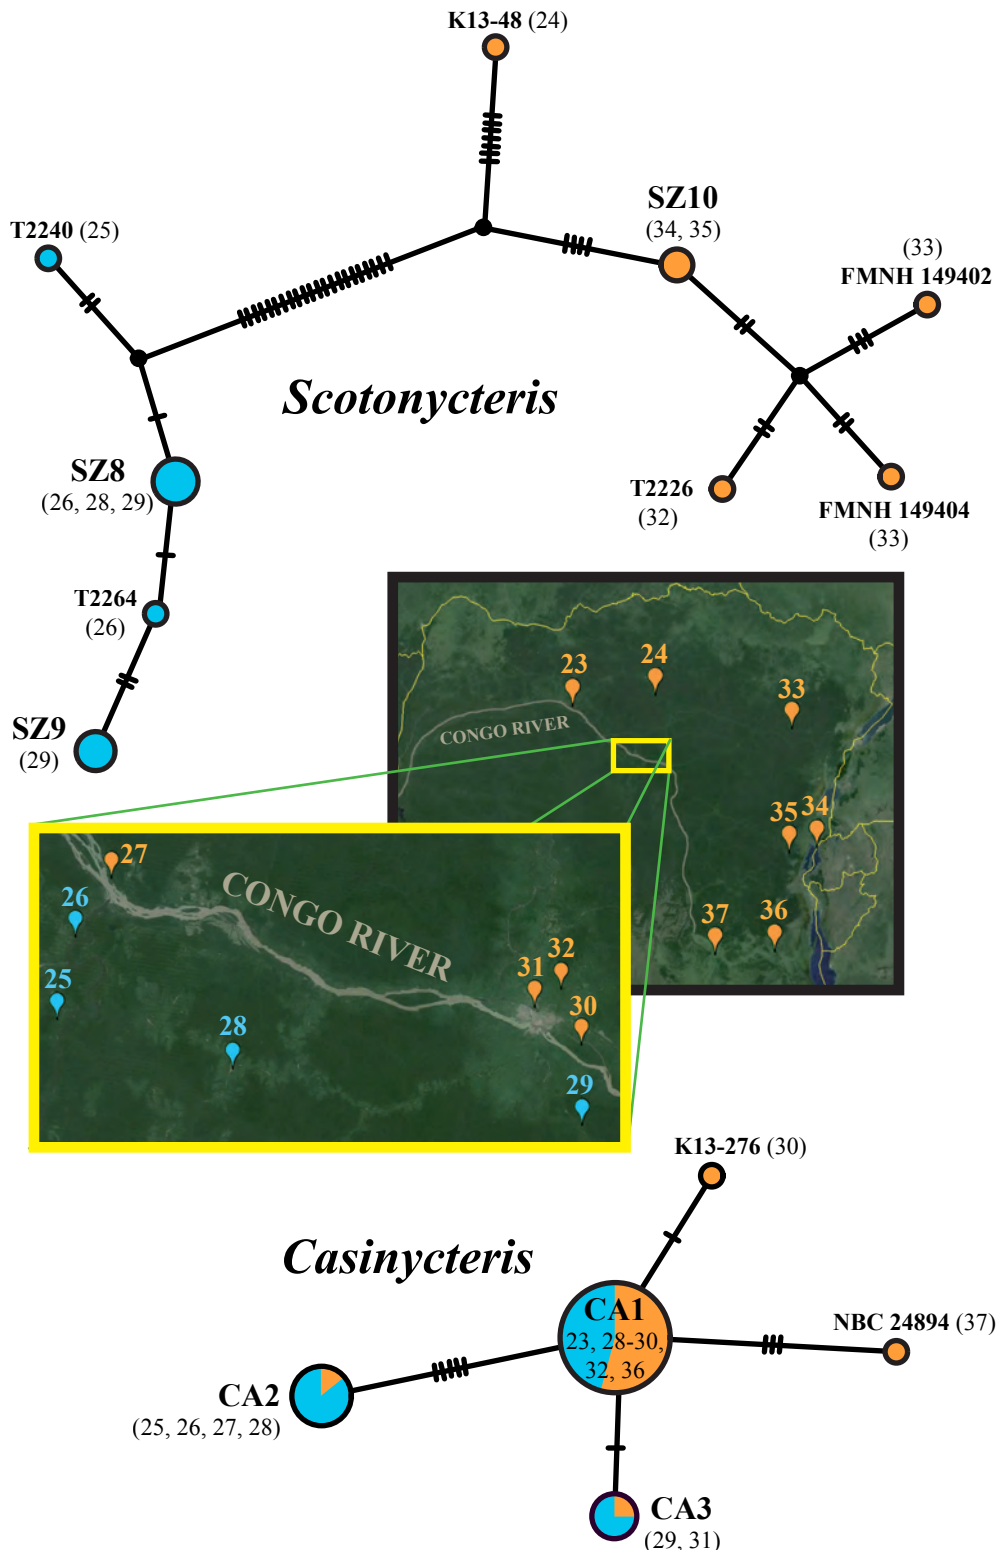 K13-48 (24)
SZ10
(34, 35)
T2240 (25)
(33)
FMNH 149402
Scotonycteris
SZ8
(26, 28, 29)
T2226
(32)
FMNH 149404
(33)
T2264
(26)
SZ9
(29)
23
24
33
CONGO RIVER
35
34
37
36
27
26
CONGO RIVER
25
32
31
30
28
29
K13-276 (30)
Casinycteris
CA1
23, 28-30,
32, 36
NBC 24894 (37)
CA2
(25, 26, 27, 28)
CA3
(29, 31)